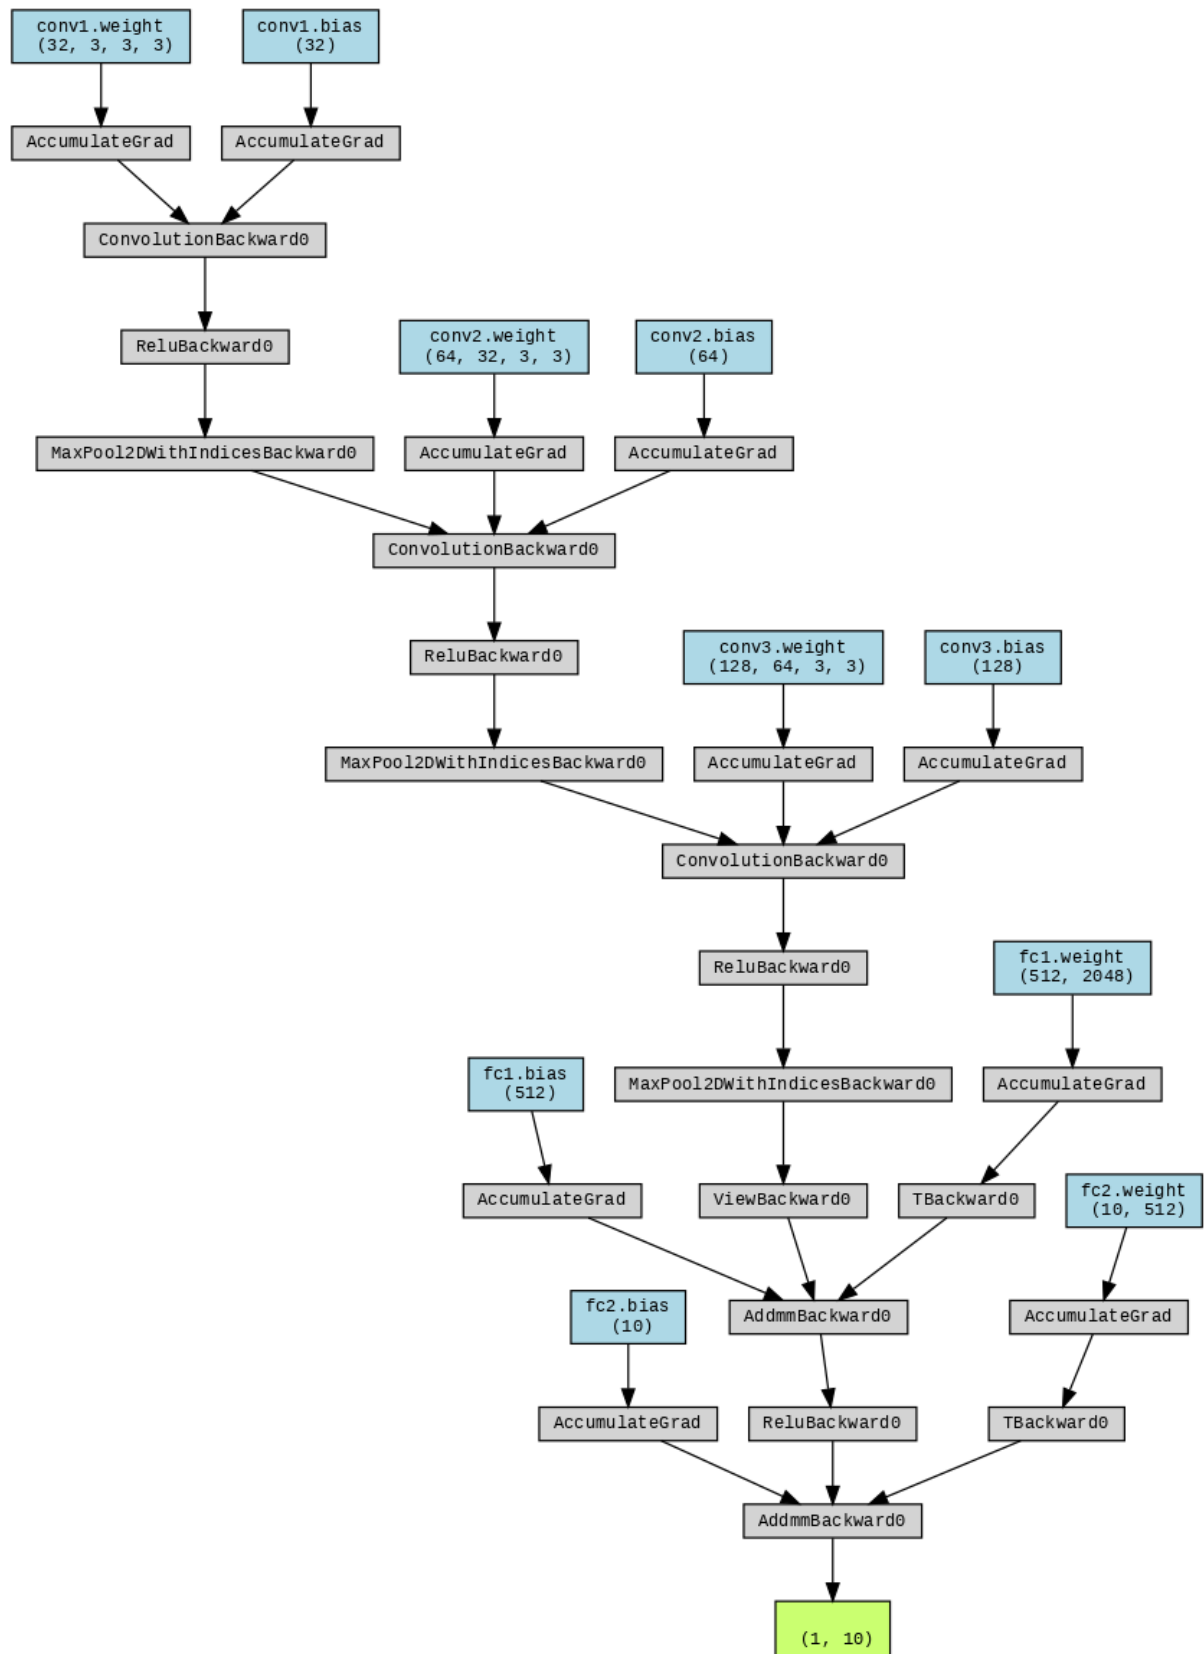 conv1.weight
(32, 3, 3, 3)
conv1.bias
(32)
AccumulateGrad
AccumulateGrad
ConvolutionBackward0
ReluBackward0
conv2.weight
(64, 32, 3, 3)
conv2.bias
(64)
MaxPool2DWithIndicesBackward0
AccumulateGrad
AccumulateGrad
ConvolutionBackward0
ReluBackward0
conv3.weight
(128, 64, 3, 3)
conv3.bias
(128)
MaxPool2DWithIndicesBackward0
AccumulateGrad
AccumulateGrad
ConvolutionBackward0
ReluBackward0
fc1.weight
(512, 2048)
fc1.bias
(512)
MaxPool2DWithIndicesBackward0
AccumulateGrad
AccumulateGrad
ViewBackward0
TBackward0
fc2.weight
(10, 512)
fc2.bias
(10)
AddmmBackward0
AccumulateGrad
AccumulateGrad
ReluBackward0
TBackward0
AddmmBackward0
(1, 10)